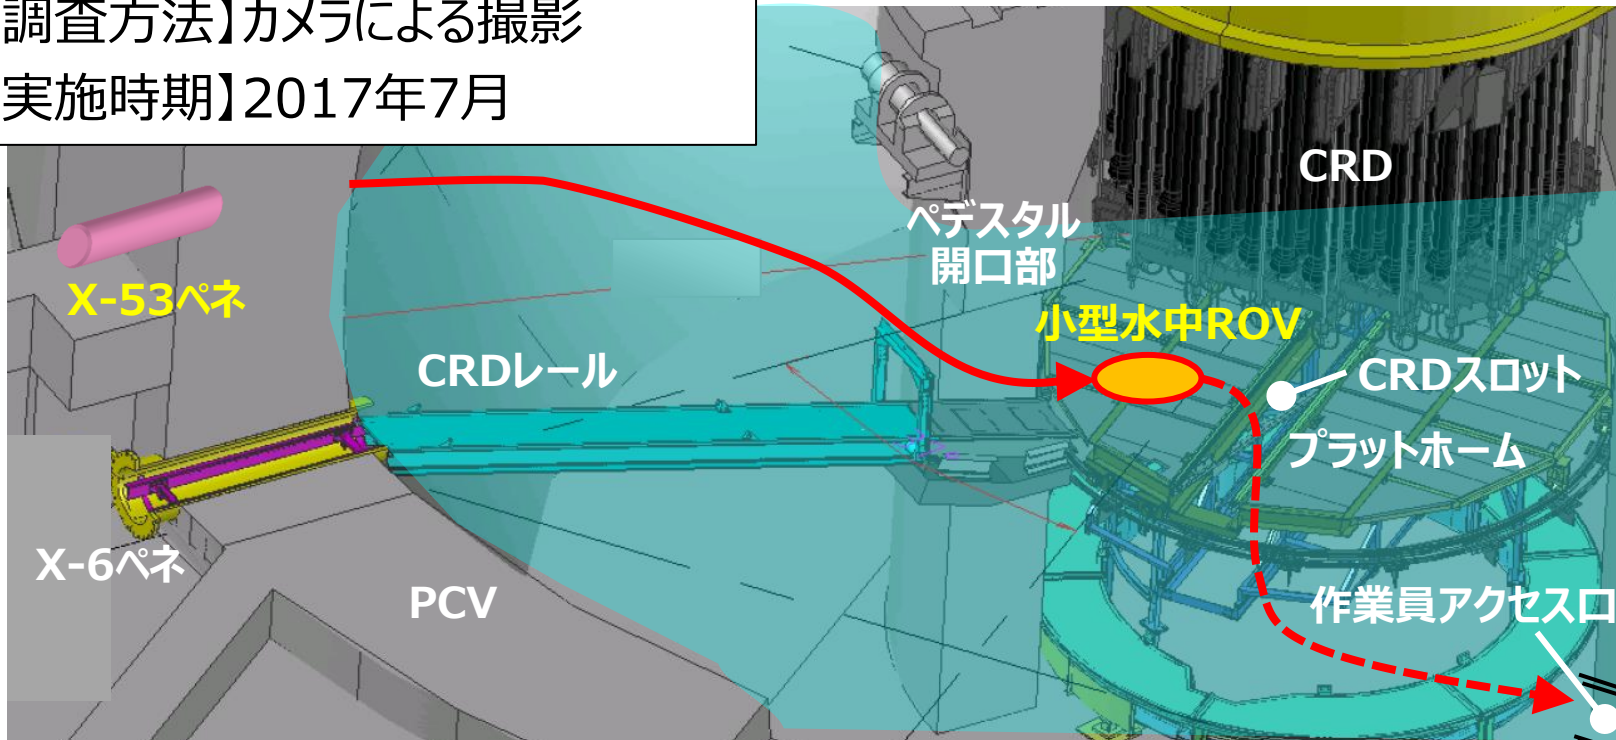 調査方法】カメラによる撮影
実施時期】2017年7月
CRD
ペデスタル
開口部
X-53ペネ
小型水中ROV
CRDレール
CRDスロット
プラットホーム
X-6ペネ
PCV
作業員アクセス口